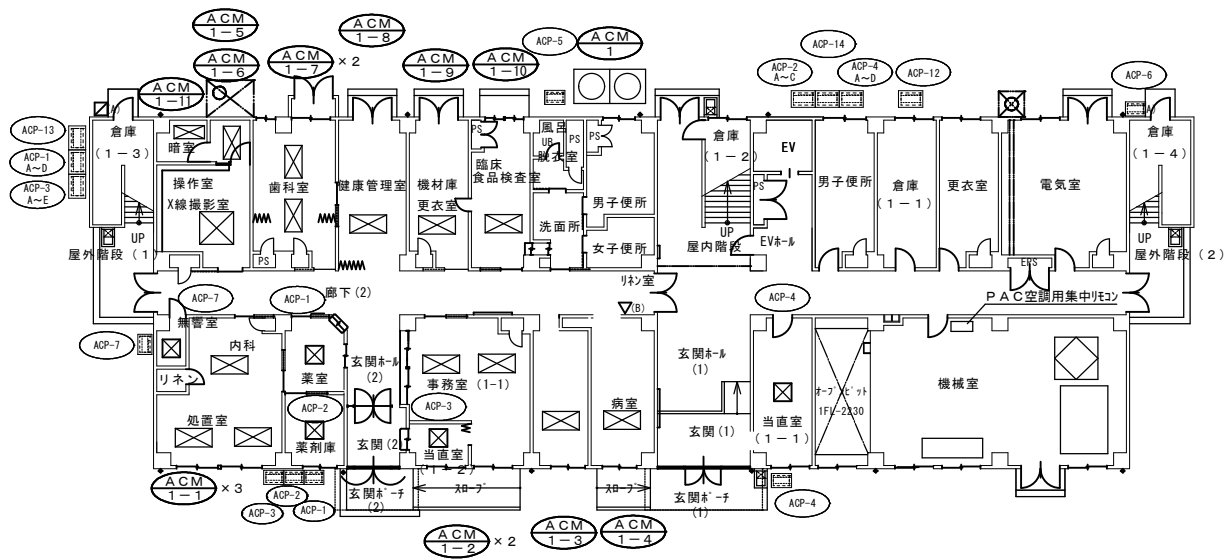 ACM
1-5
ACM
1-8
ACP-5
ACM
1
ACP-14
ACM
1-6
ACM
1-7
×2
ACM
1-9
ACM
1-10
ACP-2
A～C
ACP-4
A～D
ACP-12
ACP-6
ACM
1-11
ACP-13
ACP-1
A～D
ACP-3
A～E
倉庫
(1-3)
暗室
操作室
X線撮影室
歯科室
健康管理室
機材庫
更衣室
PS
臨床
食品検査室
風呂
UB
脱衣室
PS
PS
洗面所
男子便所
女子便所
倉庫
(1-2)
EV
PS
男子便所
倉庫
(1-1)
更衣室
電気室
倉庫
(1-4)
UP
屋外階段(1)
PS
UP
屋内階段
EVホール
EPS
UP
屋外階段(2)
リネン室
廊下(2)
(B)
PAC空調用集中リモコン
ACP-7
ACP-1
ACP-4
ACP-7
無響室
内科
リネン
処置室
薬室
ACP-2
薬剤庫
玄関ホール
(2)
玄関(2)
事務室(1-1)
ACP-3
当直室
(1-2)
病室
玄関ホール
(1)
玄関(1)
当直室
(1-1)
オープンピット
1FL-2230
機械室
ACM
1-1
×3
ACP-3
ACP-2
ACP-1
玄関ポーチ
(2)
スロープ
スロープ
玄関ポーチ
(1)
ACP-4
ACM
1-2
×2
ACM
1-3
ACM
1-4